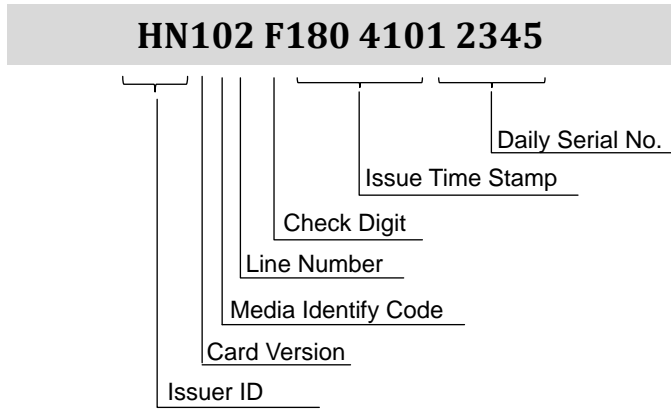 HN102 F180 4101 2345
Daily Serial No.
Issue Time Stamp
Check Digit
Line Number
Media Identify Code
Card Version
Issuer ID